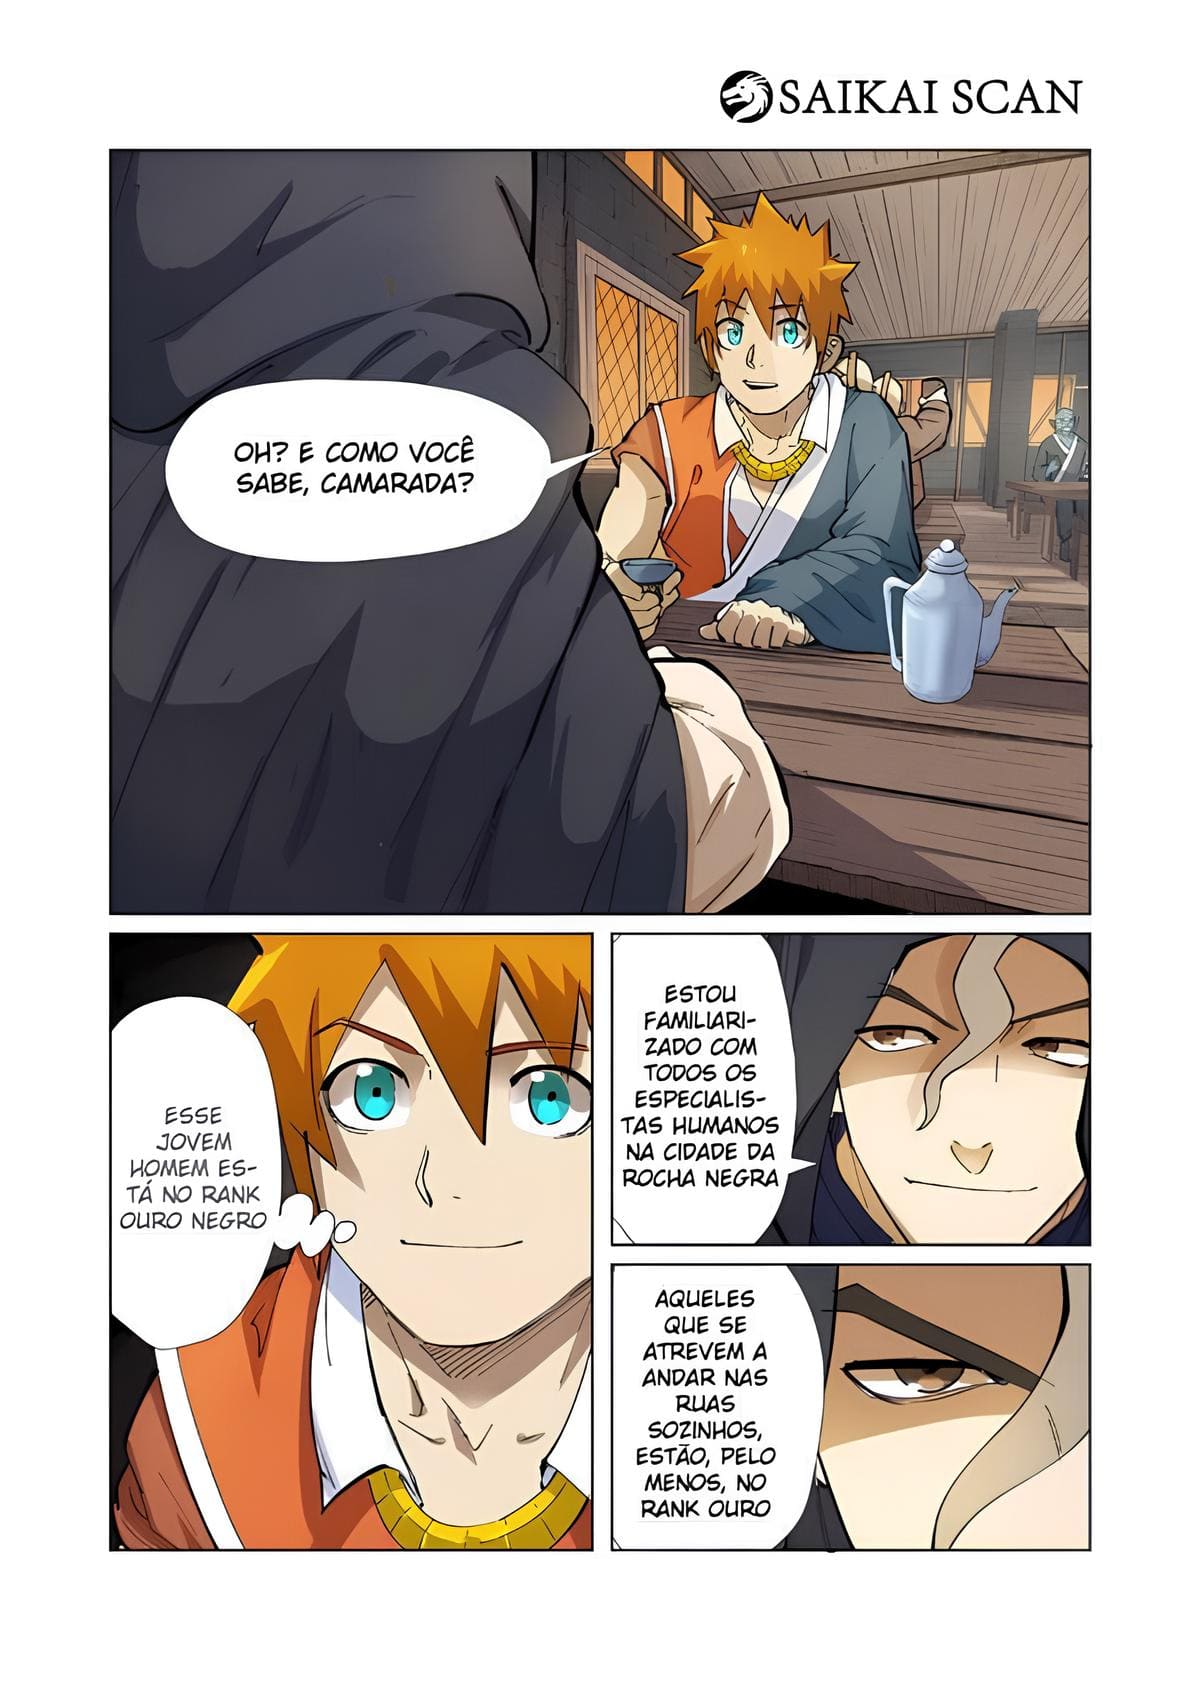 SAIKAI SCAN
OH? E COMO VOCÊ
SABE, CAMARADA?
ESTOU
FAMILIARI-
ZADO COM
TODOS OS
ESPECIALIS-
TAS HUMANOS
NA CIDADE DA
ROCHA NEGRA
ESSE
JOVEM
HOMEM ES-
TÁ NO RANK
OURO NEGRO
AQUELES
QUE SE
ATREVEM A
ANDAR NAS
RUAS
SOZINHOS,
ESTÃO, PELO
MENOS, NO
RANK OURO